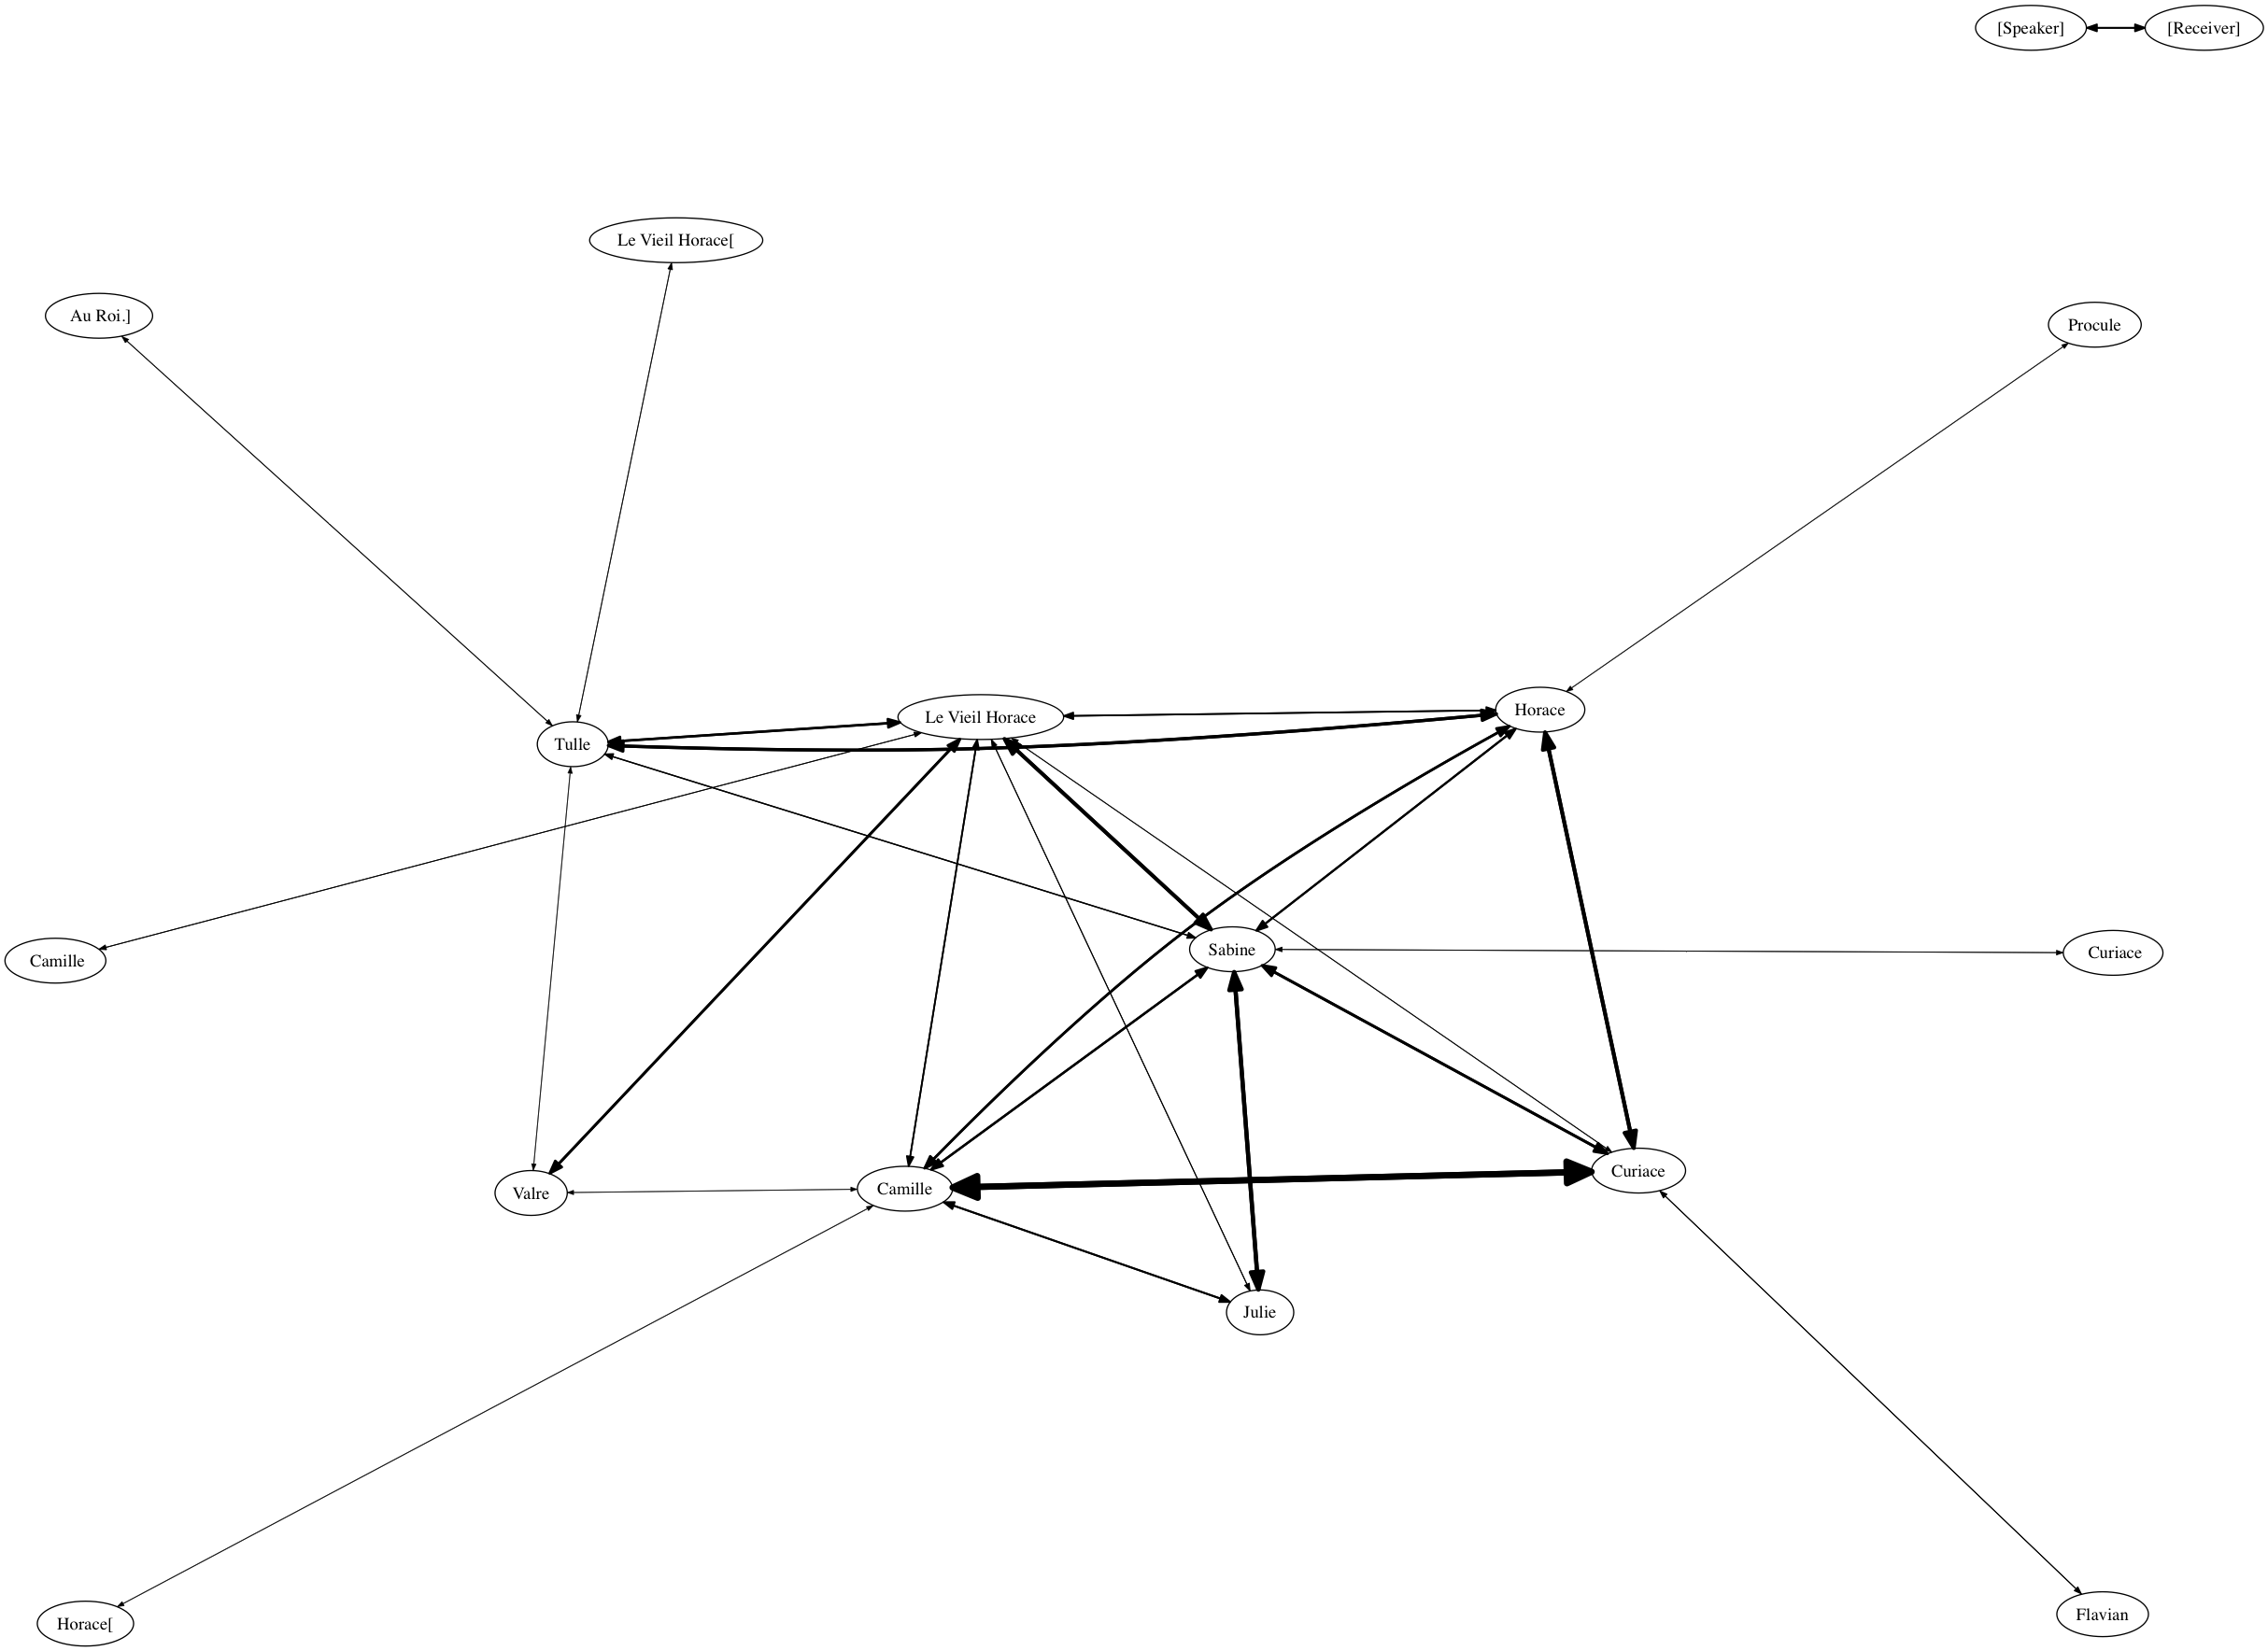 [Speaker]
[Receiver]
Le Vieil Horace[
Au Roi.]
Procule
Horace
Le Vieil Horace
Tulle
Sabine
Curiace
Camille
Curiace
Camille
Valre
Julie
Flavian
Horace[